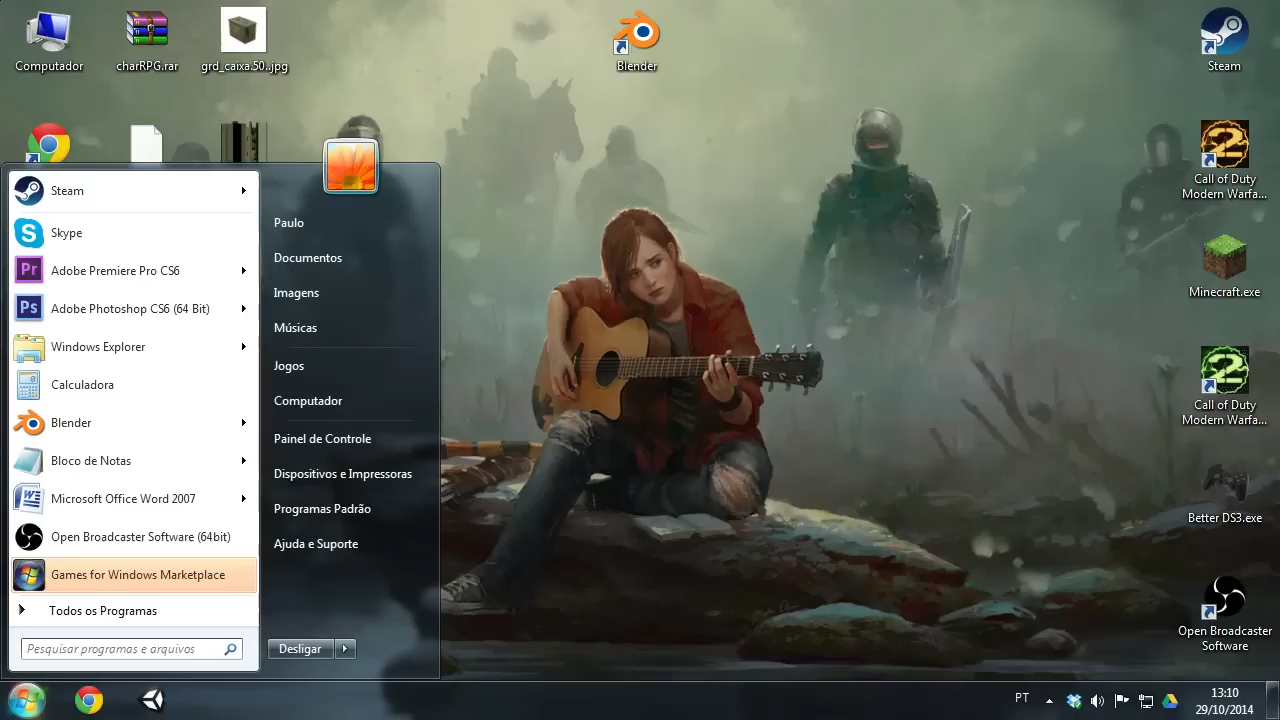 Computador
charRPG.rar
grd_caixa.50..jpg
Blender
Steam
Call of Duty
Modern Warfa...
Minecraft.exe
Call of Duty
Modern Warfa...
Better DS3.exe
Open Broadcaster
Software
Steam
Skype
Adobe Premiere Pro CS6
Adobe Photoshop CS6 (64 Bit)
Windows Explorer
Calculadora
Blender
Bloco de Notas
Microsoft Office Word 2007
Open Broadcaster Software (64bit)
Games for Windows Marketplace
Todos os Programas
Pesquisar programas e arquivos
Paulo
Documentos
Imagens
Músicas
Jogos
Computador
Painel de Controle
Dispositivos e Impressoras
Programas Padrão
Ajuda e Suporte
Desligar
PT
13:10
29/10/2014